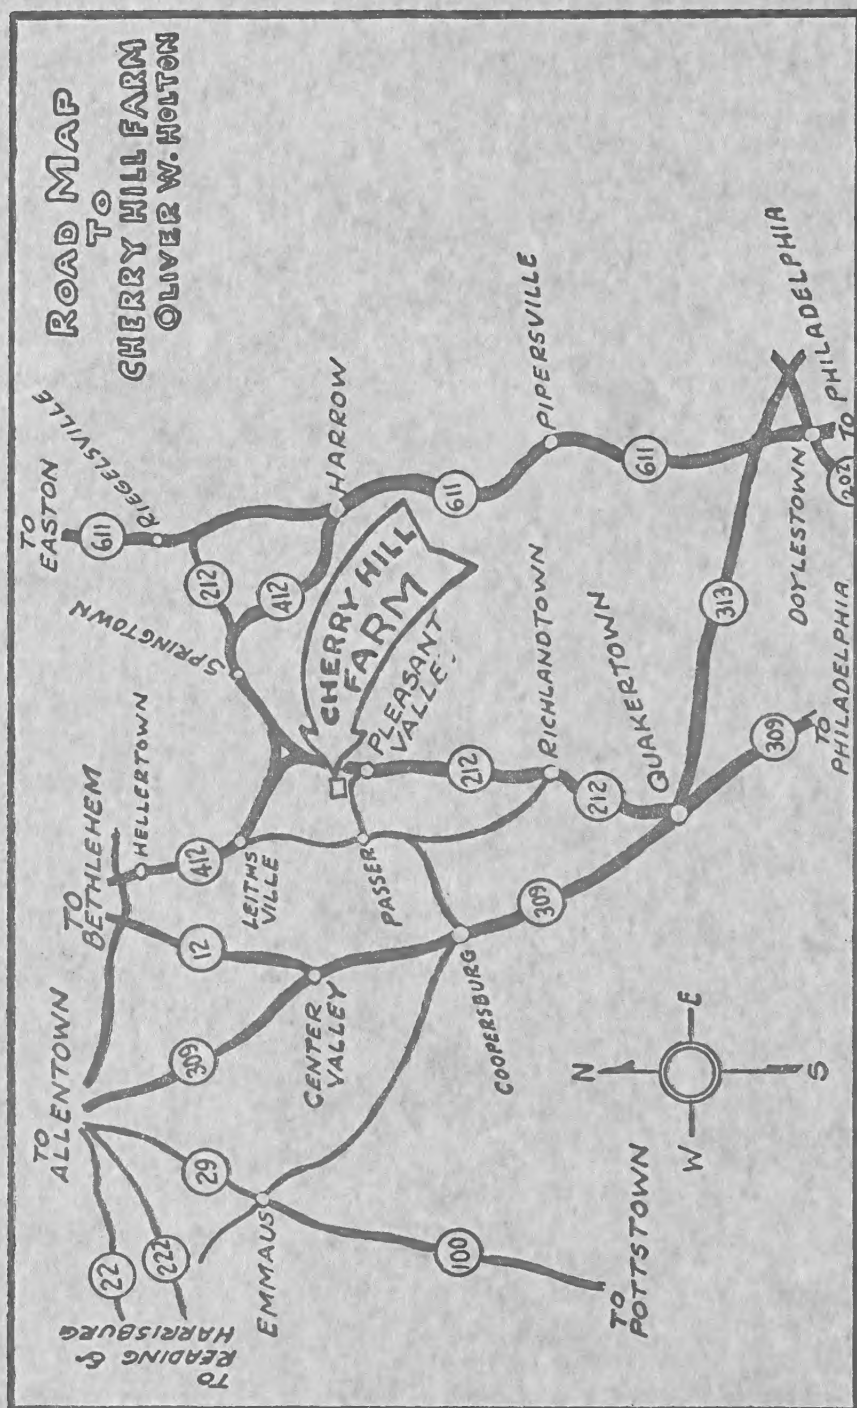 ROAD MAP
TO
CHERRY HILL FARM
OLIVER W. HOLTON
TO
EASTON
611
RIEGELSVILLE
212
412
HARROW
SPRINGTOWN
CHERRY HILL
FARM
PLEASANT
VALLEY
611
PIPERSVILLE
611
TO
BETHLEHEM
HELLERTOWN
412
LEITHS
VILLE
12
PASSER
212
RICHLANDTOWN
212
QUAKERTOWN
313
DOYLESTOWN
202
TO PHILADELPHIA
309
TO
PHILADELPHIA
TO
ALLENTOWN
309
CENTER
VALLEY
309
COOPERSBURG
29
22
222
TO
READING &
HARRISBURG
EMMAUS
100
TO
POTTSTOWN
N
W
E
S